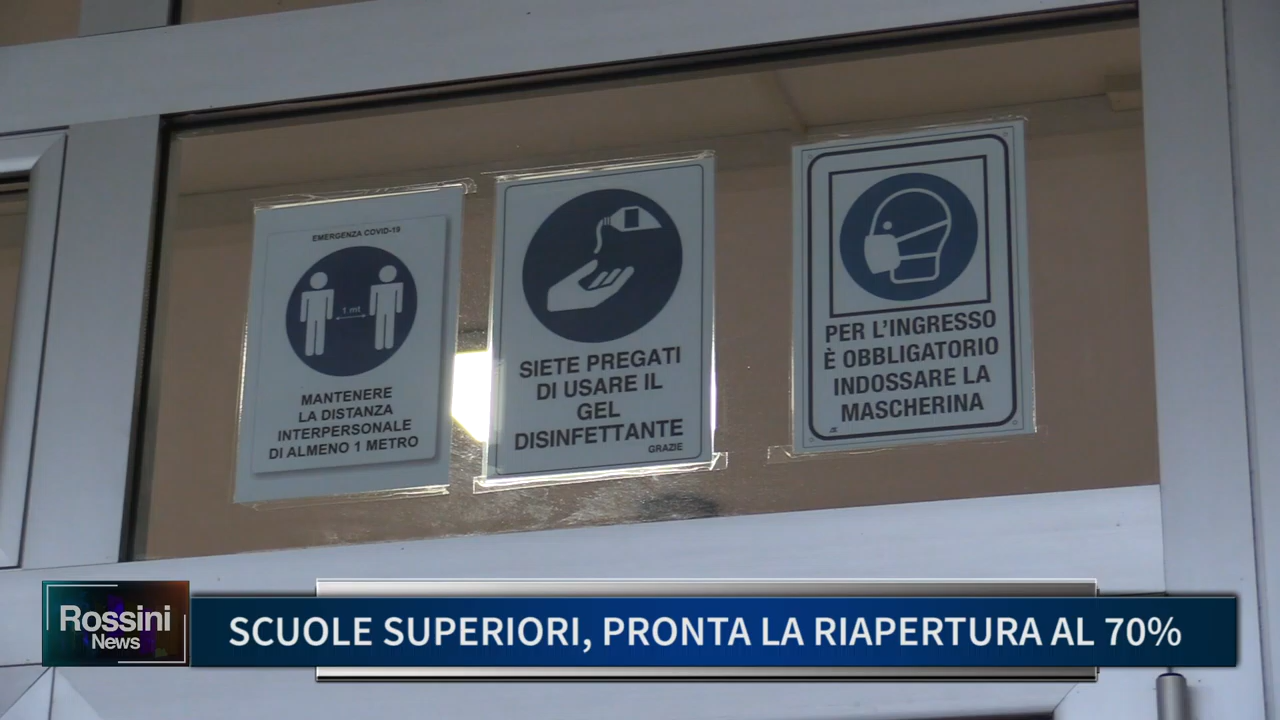 EMERGENZA COVID-19
1 mt
MANTENERE
LA DISTANZA
INTERPERSONALE
DI ALMENO 1 METRO
SIETE PREGATI
DI USARE IL
GEL
DISINFETTANTE
GRAZIE
PER L'INGRESSO
È OBBLIGATORIO
INDOSSARE LA
MASCHERINA
Rossini
News
SCUOLE SUPERIORI, PRONTA LA RIAPERTURA AL 70%